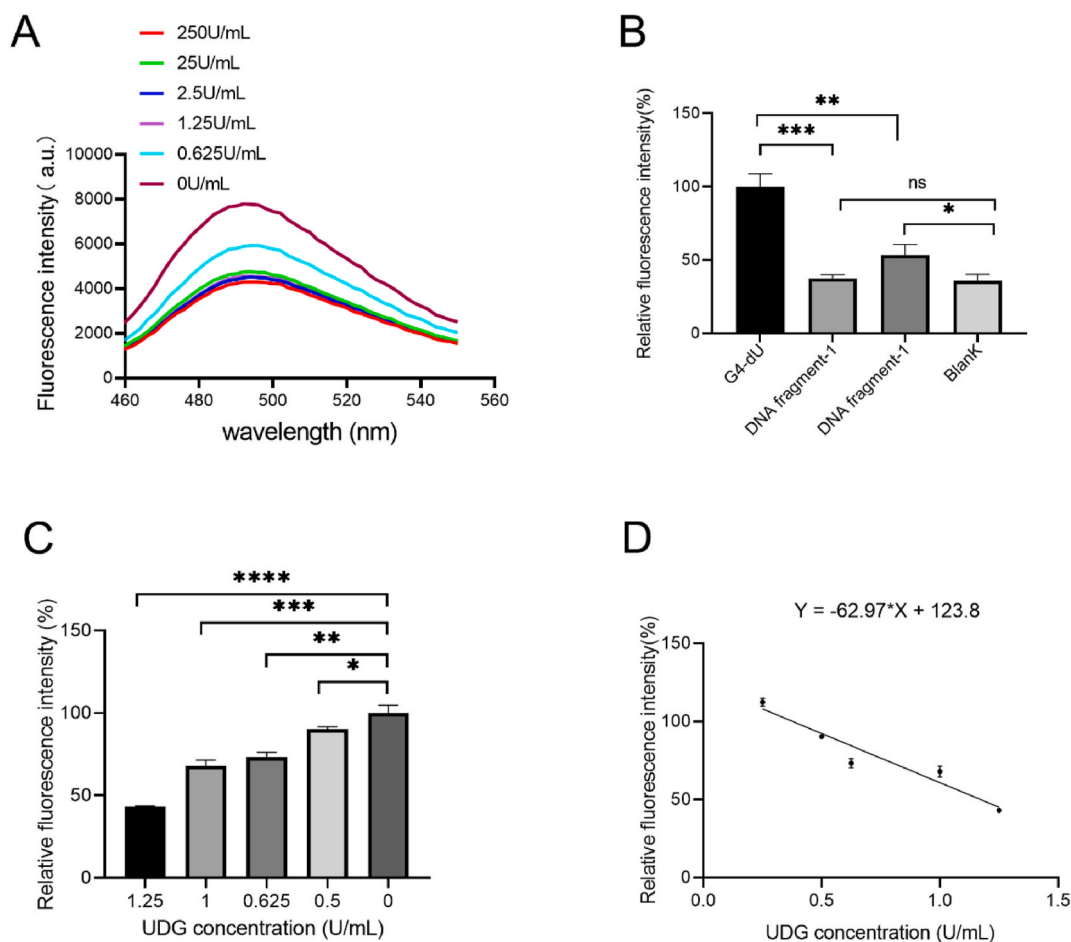 A
250U/mL
25U/mL
2.5U/mL
1.25U/mL
0.625U/mL
0U/mL
Fluorescence intensity( a.u.)
10000
8000
6000
4000
2000
0
460
480
500
520
540
560
wavelength (nm)
B
Relative fluorescence intensity(%)
150
100
50
0
**
***
ns
*
G4-dU
DNA fragment-1
DNA fragment-1
BlanK
C
Relative fluorescence intensity (%)
150
100
50
0
****
***
**
*
1.25
1
0.625
0.5
0
UDG concentration (U/mL)
D
Y = -62.97*X + 123.8
Relative fluorescence intensity(%)
150
100
50
0
0.0
0.5
1.0
1.5
UDG concentration (U/mL)